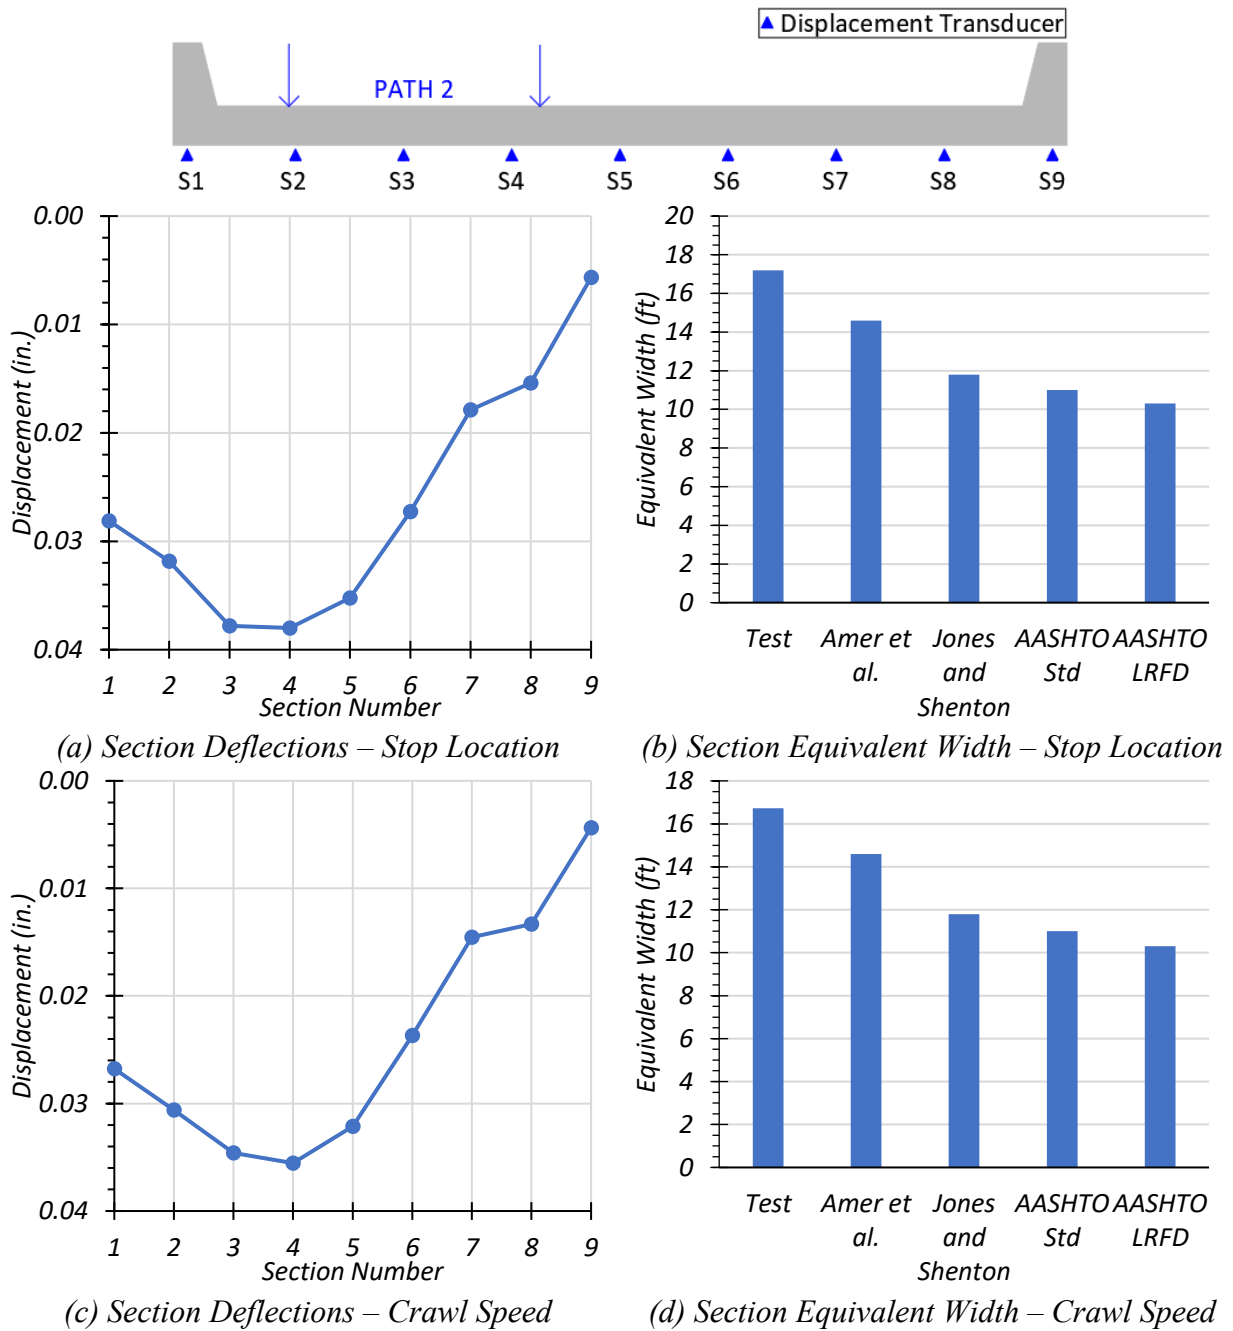 Displacement Transducer
PATH 2
S1 S2 S3 S4 S5 S6 S7 S8 S9
0.00
0.01
0.02
0.03
0.04
Displacement (in.)
1 2 3 4 5 6 7 8 9
Section Number
(a) Section Deflections – Stop Location
20
18
16
14
12
10
8
6
4
2
0
Equivalent Width (ft)
Test Amer et Jones AASHTO AASHTO
al. and Std LRFD
Shenton
(b) Section Equivalent Width – Stop Location
0.00
0.01
0.02
0.03
0.04
Displacement (in.)
1 2 3 4 5 6 7 8 9
Section Number
(c) Section Deflections – Crawl Speed
18
16
14
12
10
8
6
4
2
0
Equivalent Width (ft)
Test Amer et Jones AASHTO AASHTO
al. and Std LRFD
Shenton
(d) Section Equivalent Width – Crawl Speed